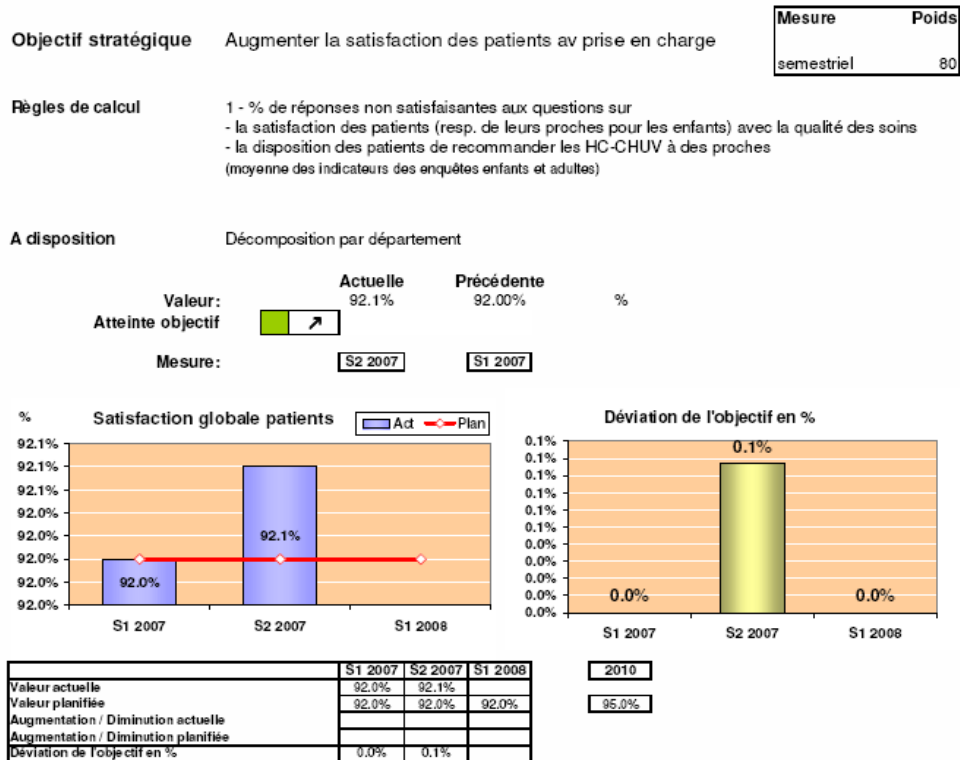 Mesure Poids
Objectif stratégique Augmenter la satisfaction des patients av prise en charge
semestriel 80
Règles de calcul 1 - % de réponses non satisfaisantes aux questions sur
- la satisfaction des patients (resp. de leurs proches pour les enfants) avec la qualité des soins
- la disposition des patients de recommander les HC-CHUV à des proches
(moyenne des indicateurs des enquêtes enfants et adultes)
A disposition Décomposition par département
Actuelle Précédente
Valeur: 92.1% 92.00% %
Atteinte objectif
Mesure: S2 2007 S1 2007
% Satisfaction globale patients Act Plan
92.1%
92.1%
92.1%
92.0%
92.0%
92.0%
92.0%
92.0%
92.0%
92.1%
S1 2007 S2 2007 S1 2008
Déviation de l'objectif en %
0.1%
0.1%
0.1%
0.1%
0.1%
0.1%
0.0%
0.0%
0.0%
0.0%
0.0%
0.0% 0.1% 0.0%
S1 2007 S2 2007 S1 2008
S1 2007 S2 2007 S1 2008 2010
Valeur actuelle 92.0% 92.1%
Valeur planifiée 92.0% 92.0% 92.0% 95.0%
Augmentation / Diminution actuelle
Augmentation / Diminution planifiée
Déviation de l'objectif en % 0.0% 0.1%